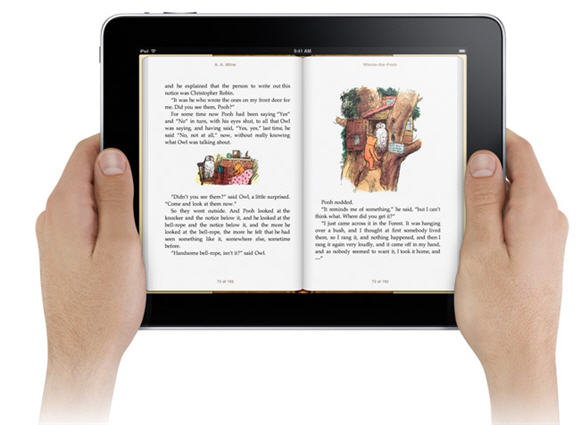 iPad
9:41 AM
A. A. Milne
and he explained that the person to write out this
notice was Christopher Robin.
"It was he wrote the ones on my front door for
me. Did you see them, Pooh?"
For some time now Pooh had been saying "Yes"
and "No" in turn, with his eyes shut, to all that Owl
was saying, and having said, "Yes, yes," last time, he
said "No, not at all," now, without really knowing
what Owl was talking about.
"Didn't you see them?" said Owl, a little surprised.
"Come and look at them now."
So they went outside. And Pooh looked at the
knocker and the notice below it, and he looked at the
bell-rope and the notice below it, and the more he
looked at the bell-rope, the more he felt that he had
seen something like it, somewhere else, sometime
before.
"Handsome bell-rope, isn't it?" said Owl.
Winnie-the-Pooh
Pooh nodded.
"It reminds me of something," he said, "but I can't
think what. Where did you get it?"
"I just came across it in the Forest. It was hanging
over a bush, and I thought at first somebody lived
there, so I rang it, and nothing happened, and then I
rang it again very loudly, and it came off in my hand,
and as nobody seemed to want it, I took it home, and
—"